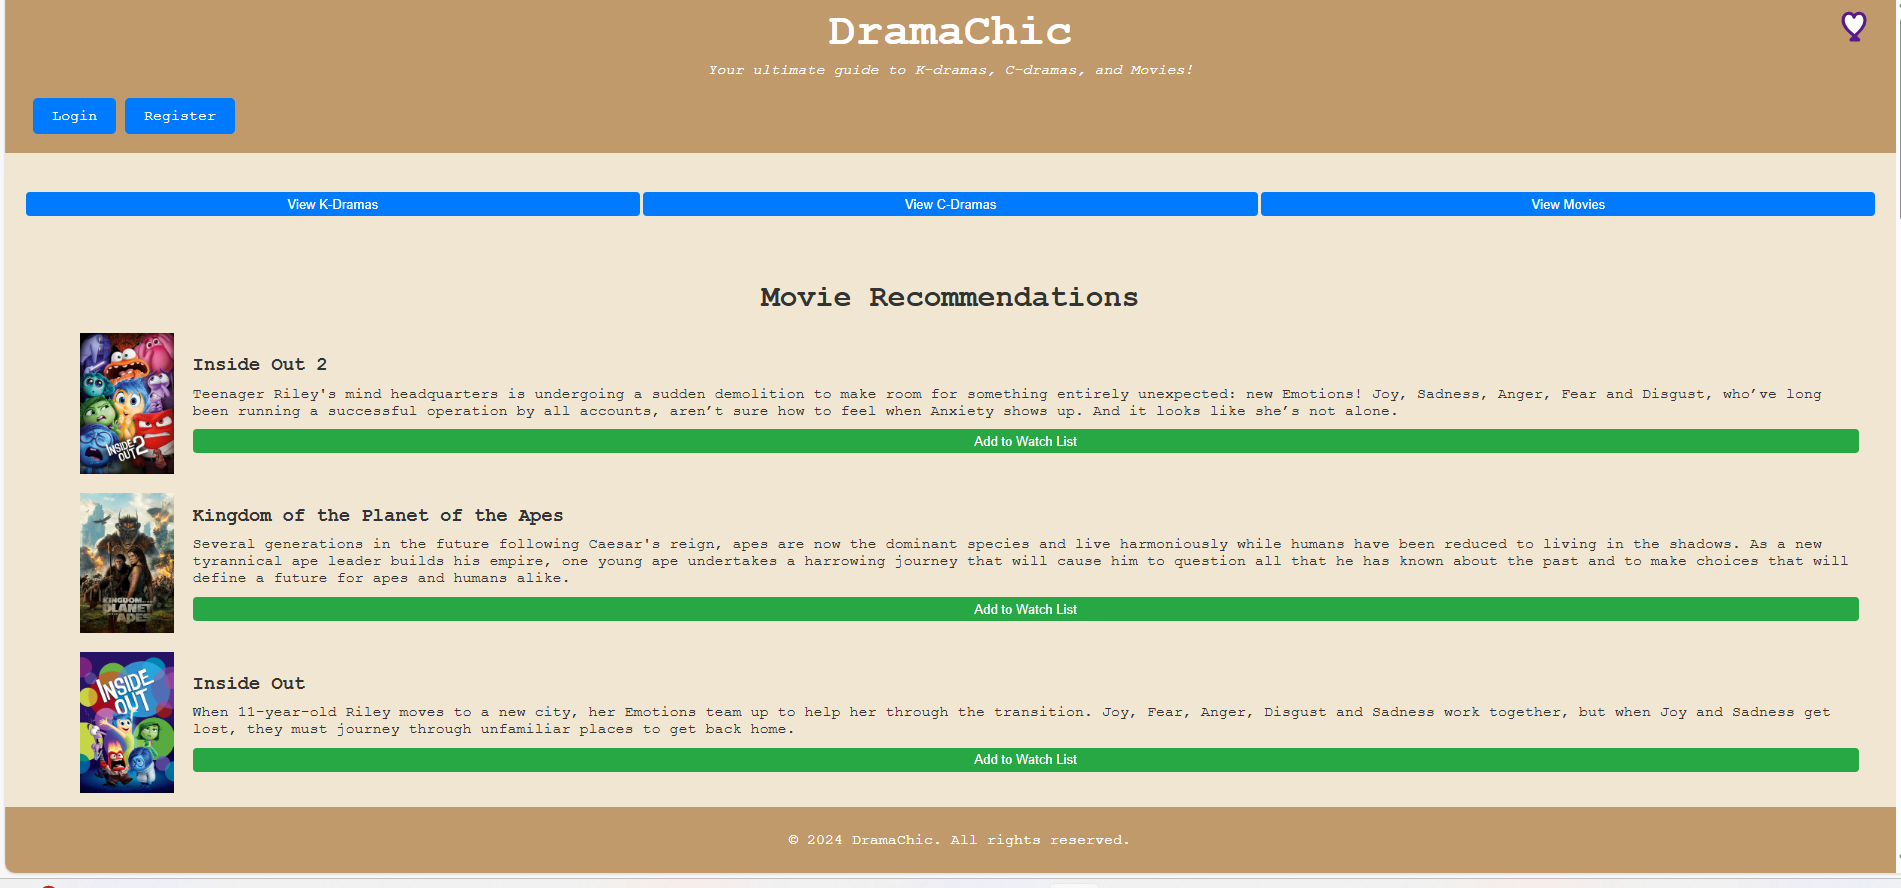 DramaChic
Your ultimate guide to K-dramas, C-dramas, and Movies!
Login
Register
View K-Dramas
View C-Dramas
View Movies
Movie Recommendations
INSIDE OUT 2
Inside Out 2
Teenager Riley's mind headquarters is undergoing a sudden demolition to make room for something entirely unexpected: new Emotions! Joy, Sadness, Anger, Fear and Disgust, who’ve long
been running a successful operation by all accounts, aren’t sure how to feel when Anxiety shows up. And it looks like she’s not alone.
Add to Watch List
KINGDOM
PLANET
APES
Kingdom of the Planet of the Apes
Several generations in the future following Caesar's reign, apes are now the dominant species and live harmoniously while humans have been reduced to living in the shadows. As a new
tyrannical ape leader builds his empire, one young ape undertakes a harrowing journey that will cause him to question all that he has known about the past and to make choices that will
define a future for apes and humans alike.
Add to Watch List
INSIDE
OUT
Inside Out
When 11-year-old Riley moves to a new city, her Emotions team up to help her through the transition. Joy, Fear, Anger, Disgust and Sadness work together, but when Joy and Sadness get
lost, they must journey through unfamiliar places to get back home.
Add to Watch List
© 2024 DramaChic. All rights reserved.